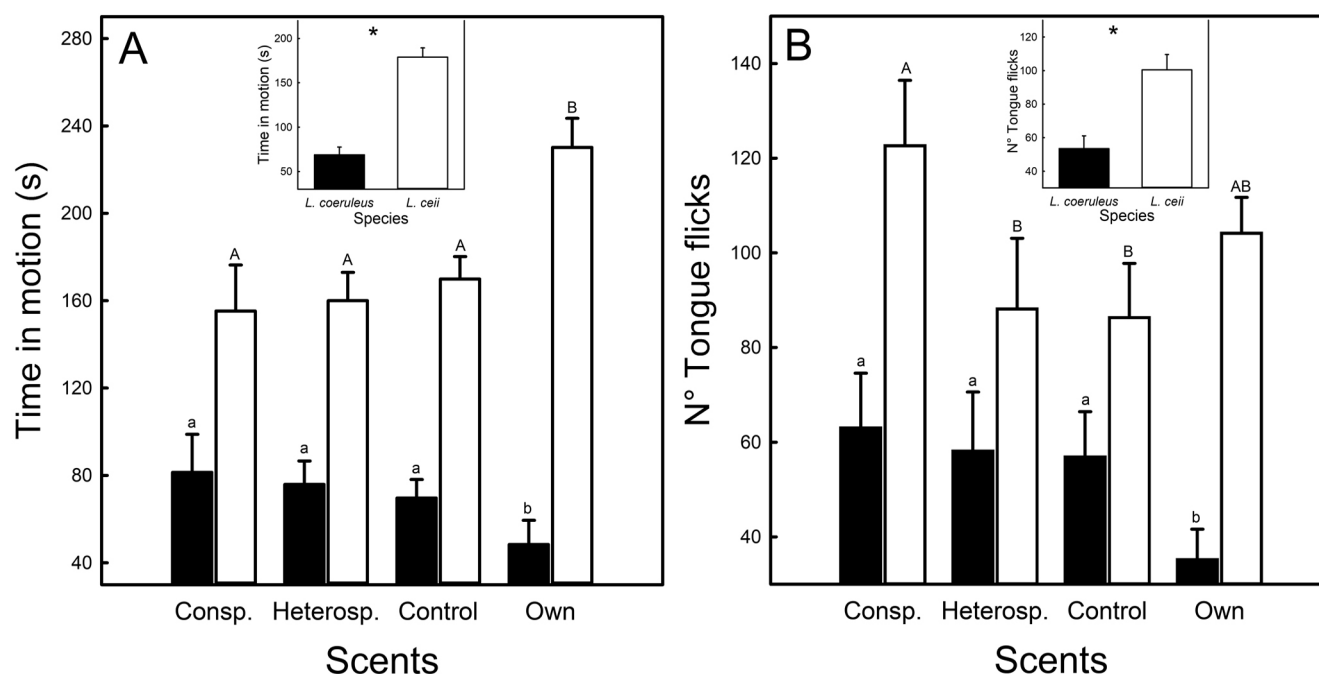 A
Time in motion (s)
280
240
200
160
120
80
40
a
A
a
A
a
A
b
B
Consp.
Heterosp.
Control
Own
Scents
*
Time in motion (s)
200
150
100
50
L. coeruleus
L. ceii
Species
B
N° Tongue flicks
140
120
100
80
60
40
a
A
a
B
a
B
b
AB
Consp.
Heterosp.
Control
Own
Scents
*
N° Tongue flicks
120
100
80
60
40
L. coeruleus
L. ceii
Species